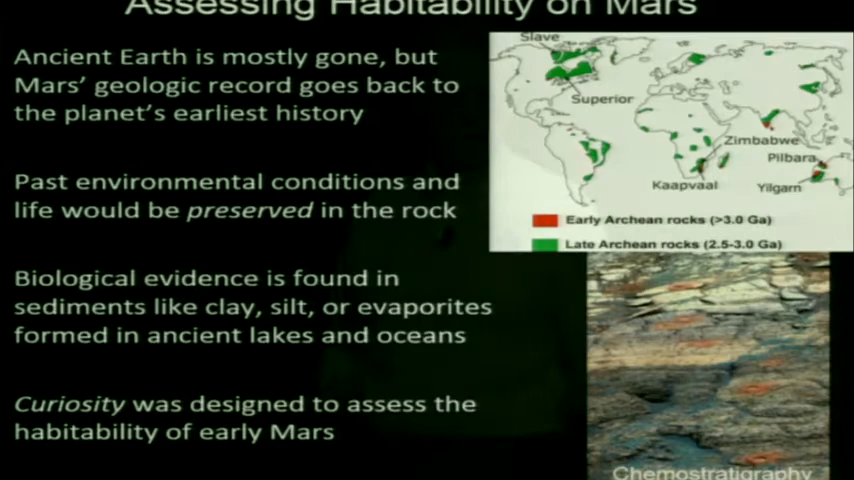 Assessing Habitability on Mars
Ancient Earth is mostly gone, but
Mars' geologic record goes back to
the planet's earliest history
Past environmental conditions and
life would be preserved in the rock
Biological evidence is found in
sediments like clay, silt, or evaporites
formed in ancient lakes and oceans
Curiosity was designed to assess the
habitability of early Mars
Slave
Superior
Zimbabwe
Pilbara
Kaapvaal
Yilgarn
Early Archean rocks (>3.0 Ga)
Late Archean rocks (2.5-3.0 Ga)
Chemostratigraphy